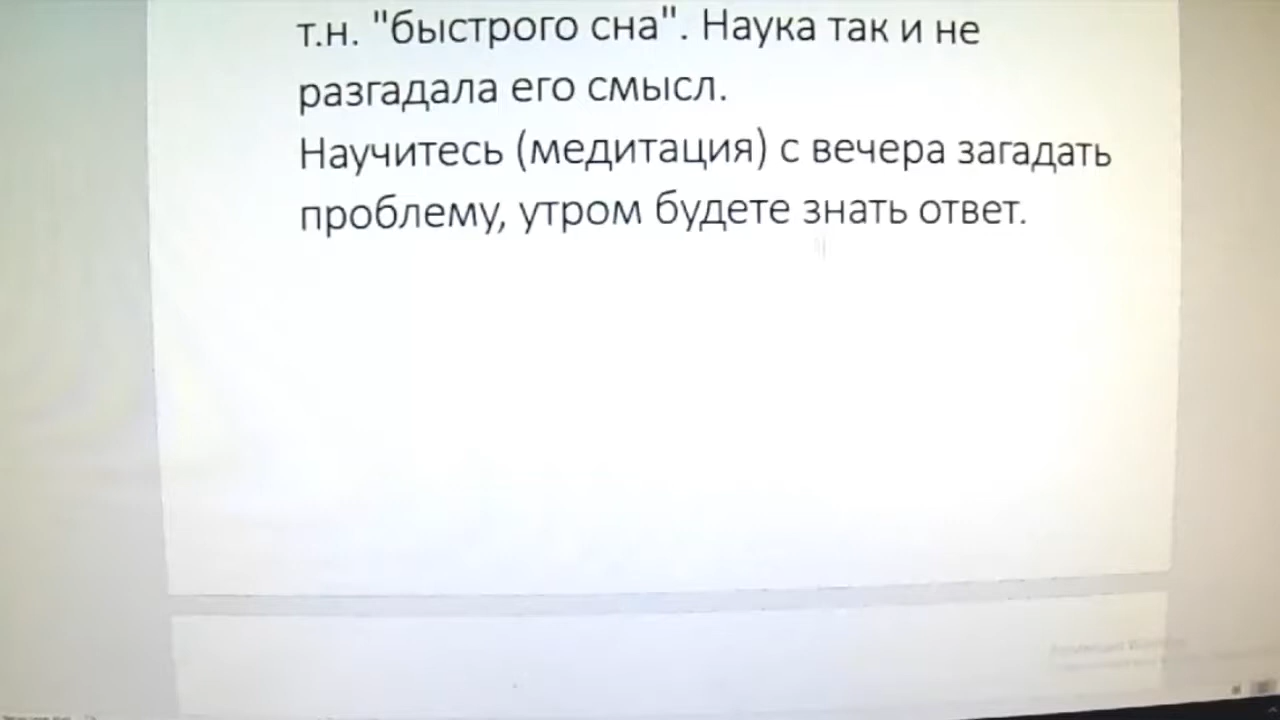 т.н. "быстрого сна". Наука так и не
разгадала его смысл.
Научитесь (медитация) с вечера загадать
проблему, утром будете знать ответ.